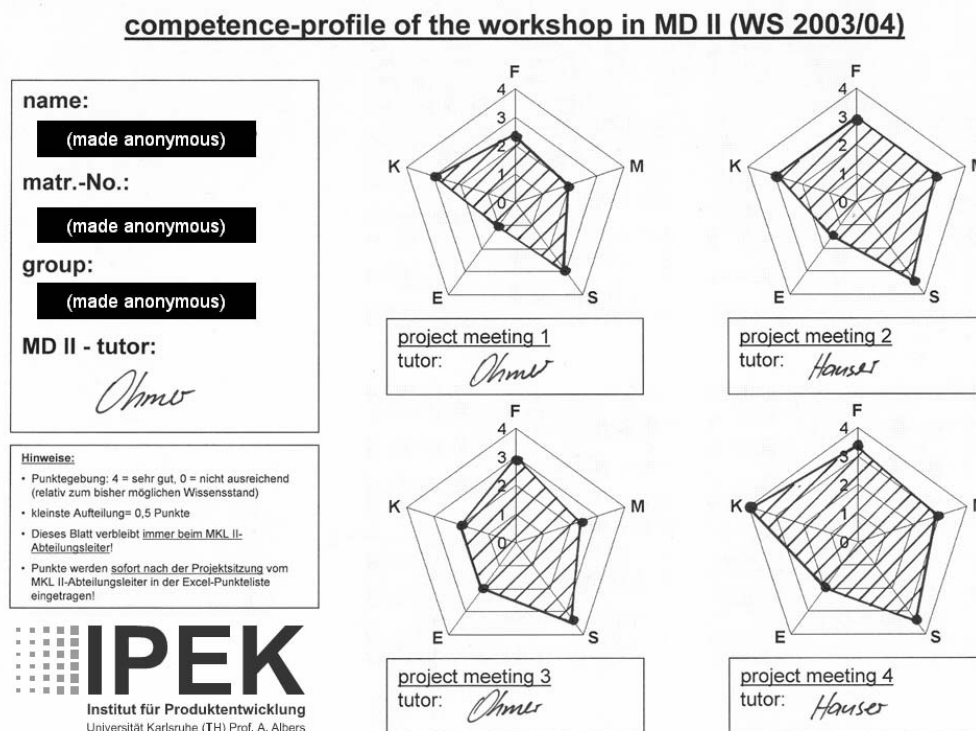 competence-profile of the workshop in MD II (WS 2003/04)
name:
(made anonymous)
matr.-No.:
(made anonymous)
group:
(made anonymous)
MD II - tutor:
Ohmer
Hinweise:
• Punktegebung: 4 = sehr gut, 0 = nicht ausreichend
(relativ zum bisher möglichen Wissensstand)
• kleinste Aufteilung= 0,5 Punkte
• Dieses Blatt verbleibt immer beim MKL II-
Abteilungsleiter!
• Punkte werden sofort nach der Projektsitzung vom
MKL II-Abteilungsleiter in der Excel-Punkteliste
eingetragen!
IPEK
Institut für Produktentwicklung
Universität Karlsruhe (TH) Prof. A. Albers
F
4
3
2
1
0
K
M
E
S
project meeting 1
tutor: Ohmer
F
4
3
2
1
0
K
M
E
S
project meeting 2
tutor: Hauser
F
4
3
2
1
0
K
M
E
S
project meeting 3
tutor: Ohmer
F
4
3
2
1
0
K
M
E
S
project meeting 4
tutor: Hauser